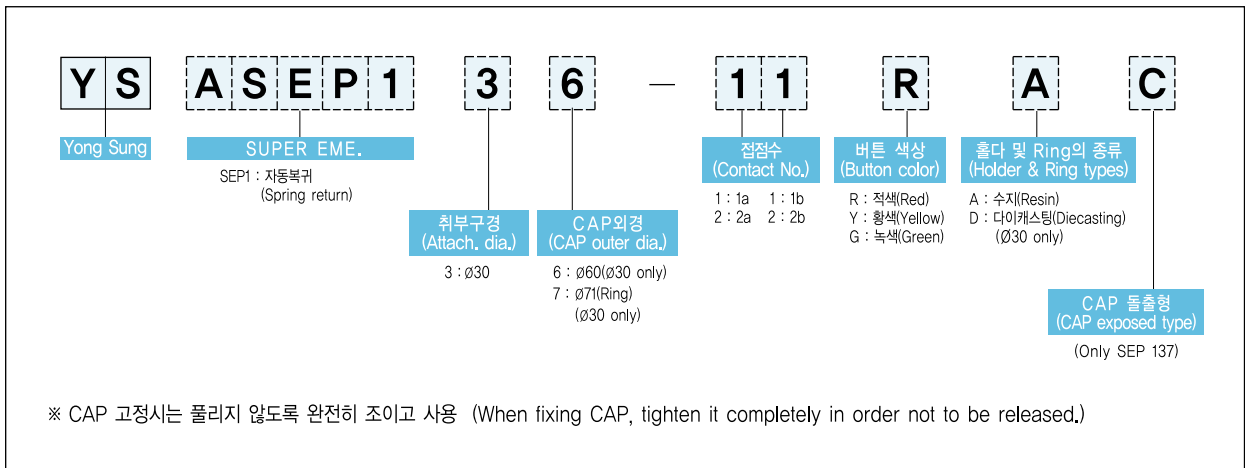 YS ASEP1 3 6 — 11 R A C
Yong Sung
SUPER EME.
SEP1 : 자동복귀
(Spring return)
취부구경
(Attach. dia.)
3 : ø30
CAP외경
(CAP outer dia.)
6 : ø60(ø30 only)
7 : ø71(Ring)
(ø30 only)
접점수
(Contact No.)
1 : 1a 1 : 1b
2 : 2a 2 : 2b
버튼 색상
(Button color)
R : 적색(Red)
Y : 황색(Yellow)
G : 녹색(Green)
홀다 및 Ring의 종류
(Holder & Ring types)
A : 수지(Resin)
D : 다이캐스팅(Diecasting)
(Ø30 only)
CAP 돌출형
(CAP exposed type)
(Only SEP 137)
※ CAP 고정시는 풀리지 않도록 완전히 조이고 사용 (When fixing CAP, tighten it completely in order not to be released.)